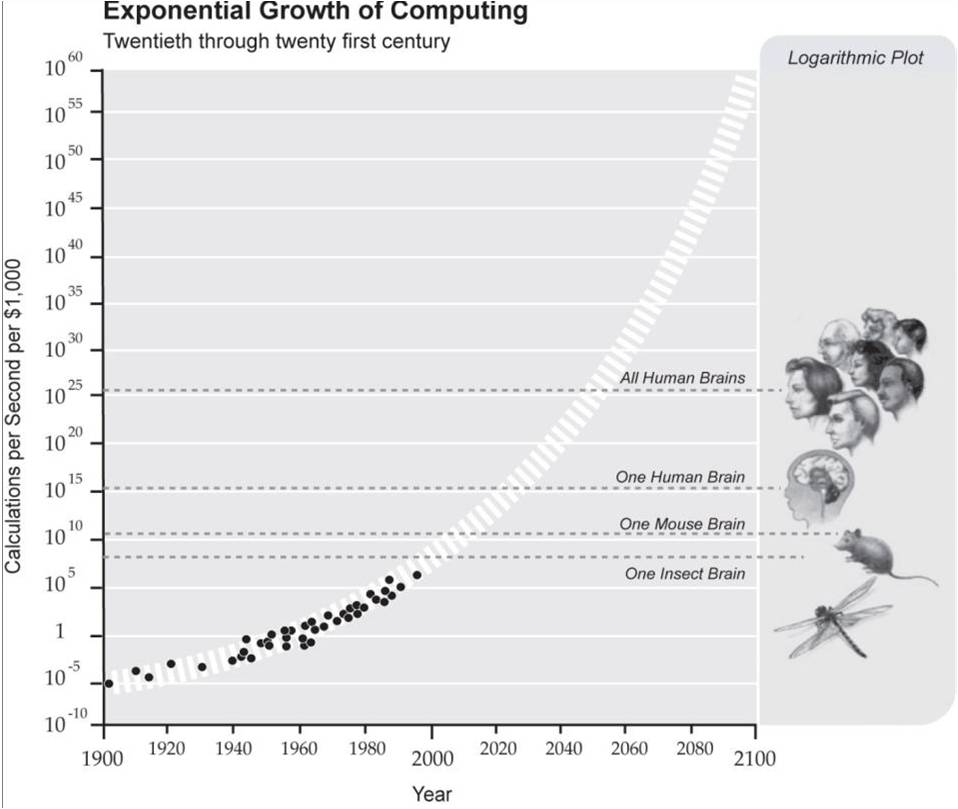 Exponential Growth of Computing
Twentieth through twenty first century
Logarithmic Plot
10^60
10^55
10^50
10^45
10^40
10^35
10^30
10^25
10^20
10^15
10^10
10^5
1
10^-5
10^-10
Calculations per Second per $1,000
All Human Brains
One Human Brain
One Mouse Brain
One Insect Brain
1900 1920 1940 1960 1980 2000 2020 2040 2060 2080 2100
Year